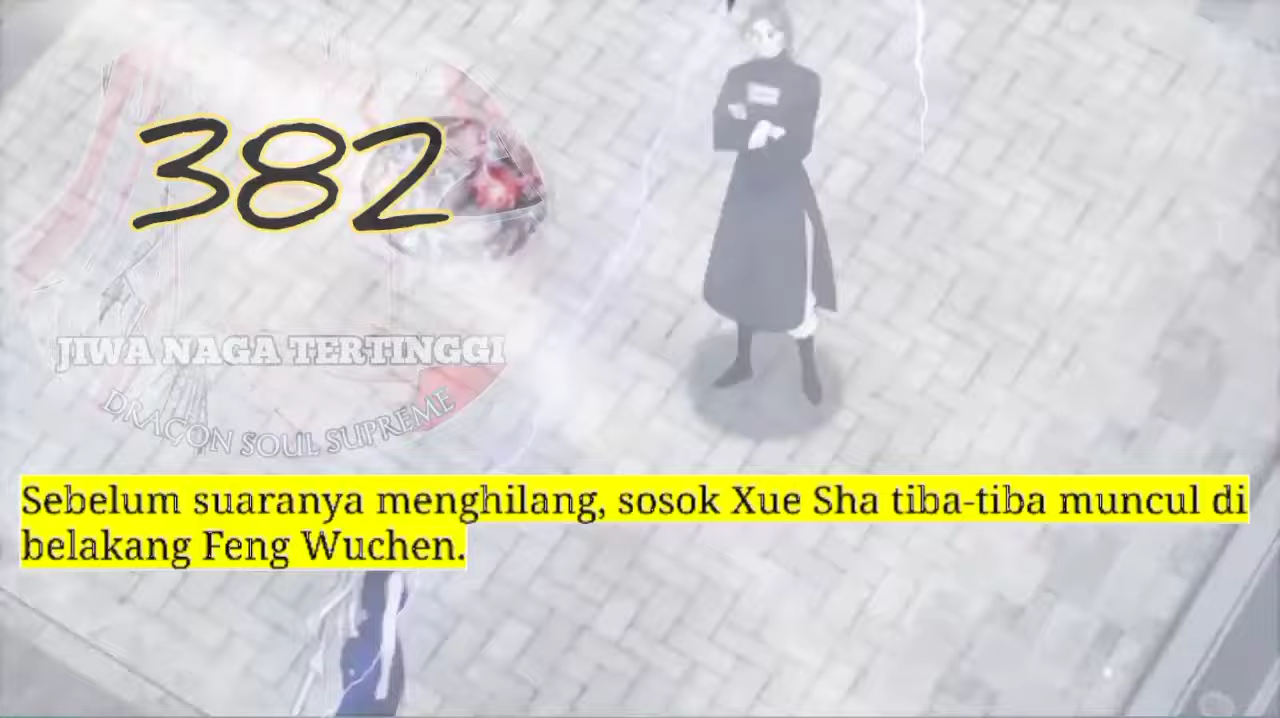 382
JIWA NAGA TERTINGGI
DRAGON SOUL SUPREME
Sebelum suaranya menghilang, sosok Xue Sha tiba-tiba muncul di
belakang Feng Wuchen.